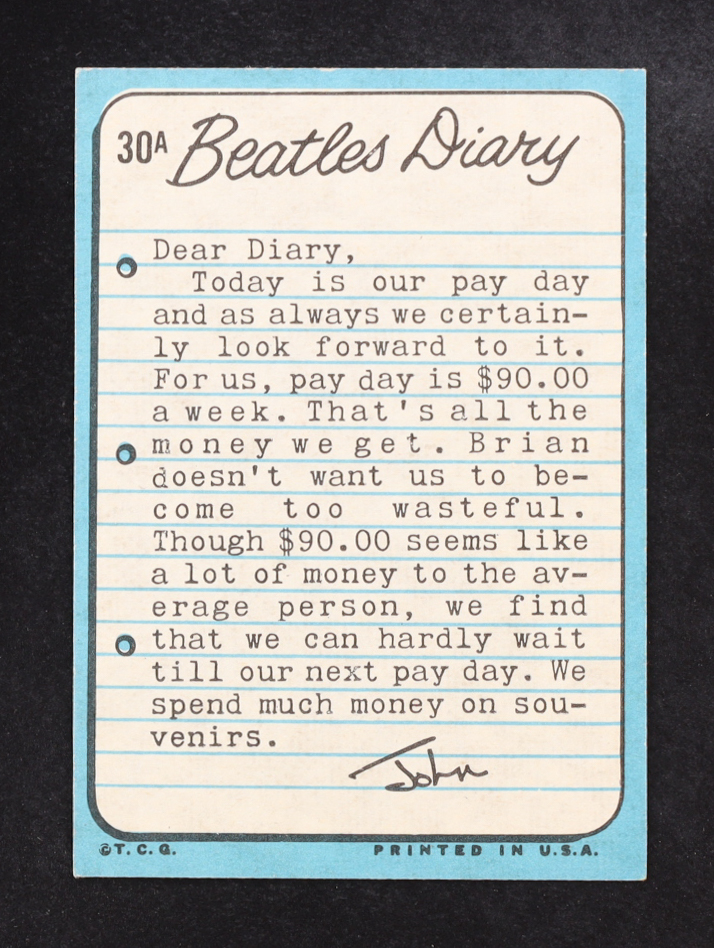 30A Beatles Diary
Dear Diary,
Today is our pay day
and as always we certain-
ly look forward to it.
For us, pay day is $90.00
a week. That's all the
money we get. Brian
doesn't want us to be-
come too wasteful.
Though $90.00 seems like
a lot of money to the av-
erage person, we find
that we can hardly wait
till our next pay day. We
spend much money on sou-
venirs.
John
©T.C.G. PRINTED IN U.S.A.